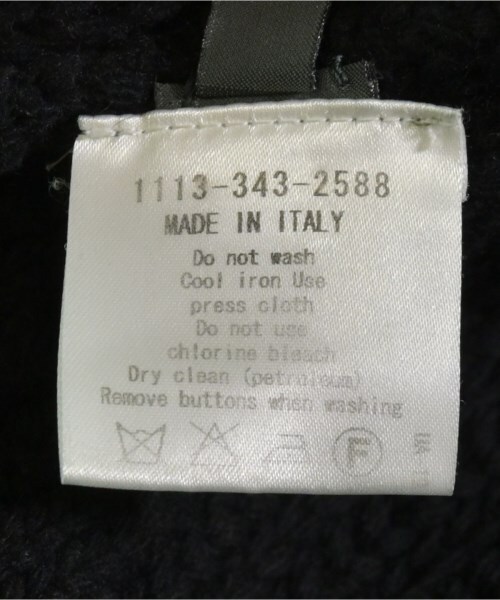 1113-343-2588
MADE IN ITALY
Do not wash
Cool iron Use
press cloth
Do not use
chlorine bleach
Dry clean (petroleum)
Remove buttons when washing
F